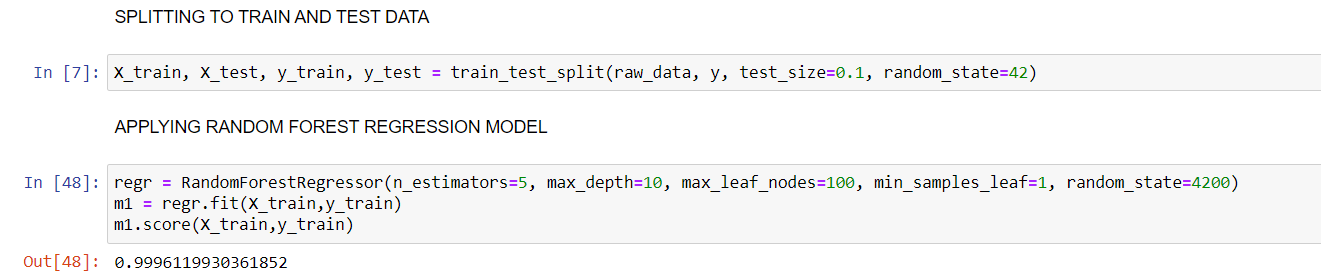 SPLITTING TO TRAIN AND TEST DATA
In [7]: X_train, X_test, y_train, y_test = train_test_split(raw_data, y, test_size=0.1, random_state=42)
APPLYING RANDOM FOREST REGRESSION MODEL
In [48]: regr = RandomForestRegressor(n_estimators=5, max_depth=10, max_leaf_nodes=100, min_samples_leaf=1, random_state=4200)
m1 = regr.fit(X_train,y_train)
m1.score(X_train,y_train)
Out[48]: 0.9996119930361852